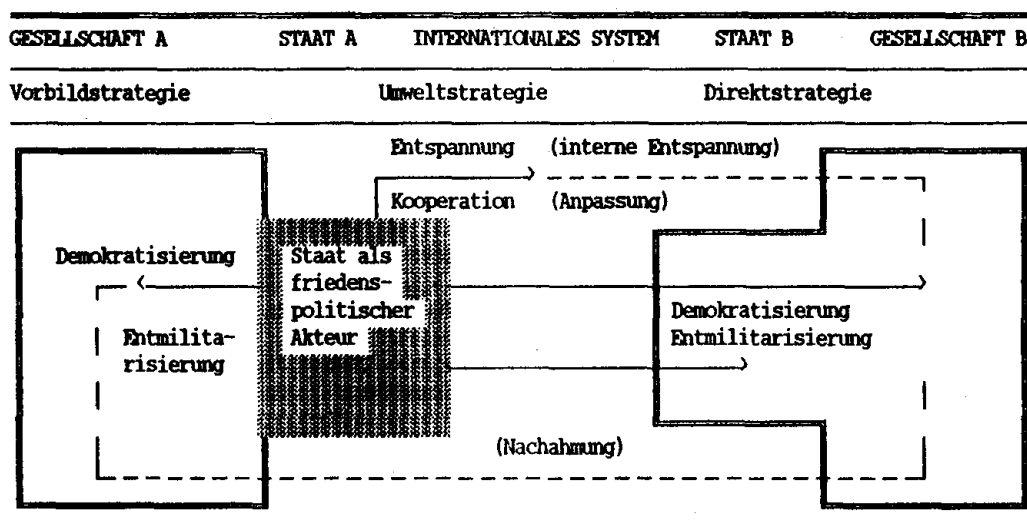 GESELLSCHAFT A STAAT A INTERNATIONALES SYSTEM STAAT B GESELLSCHAFT B
Vorbildstrategie Umweltstrategie Direktstrategie
Entspannung (interne Entspannung)
Kooperation (Anpassung)
Demokratisierung
Entmilita-
risierung
Staat als
friedens-
politischer
Akteur
Demokratisierung
Entmilitarisierung
(Nachahmung)